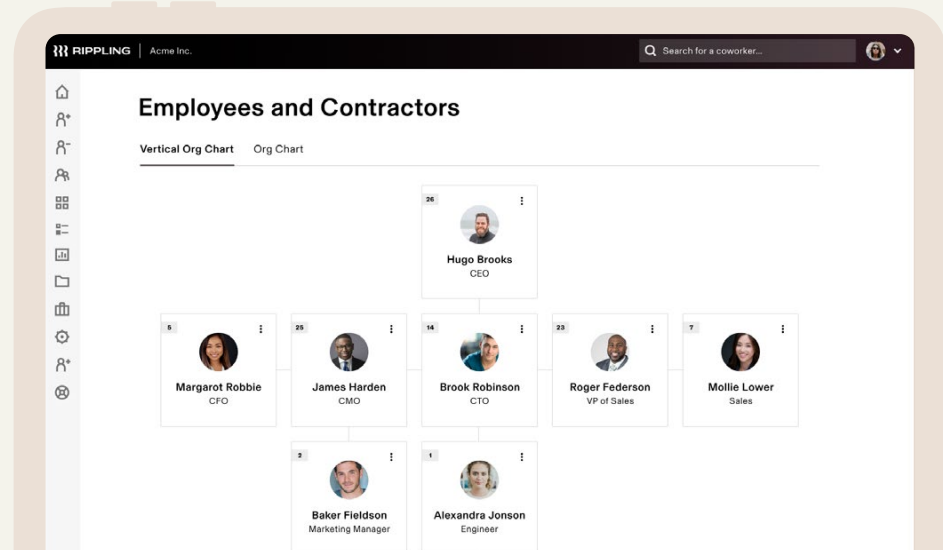 RIPPLING Acme Inc. Search for a coworker...
Employees and Contractors
Vertical Org Chart Org Chart
26
Hugo Brooks
CEO
5
Margarot Robbie
CFO
25
James Harden
CMO
14
Brook Robinson
CTO
23
Roger Federson
VP of Sales
7
Mollie Lower
Sales
2
Baker Fieldson
Marketing Manager
1
Alexandra Jonson
Engineer